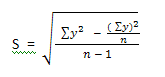 S = √((∑y² − (∑y)²/n)/(n − 1))